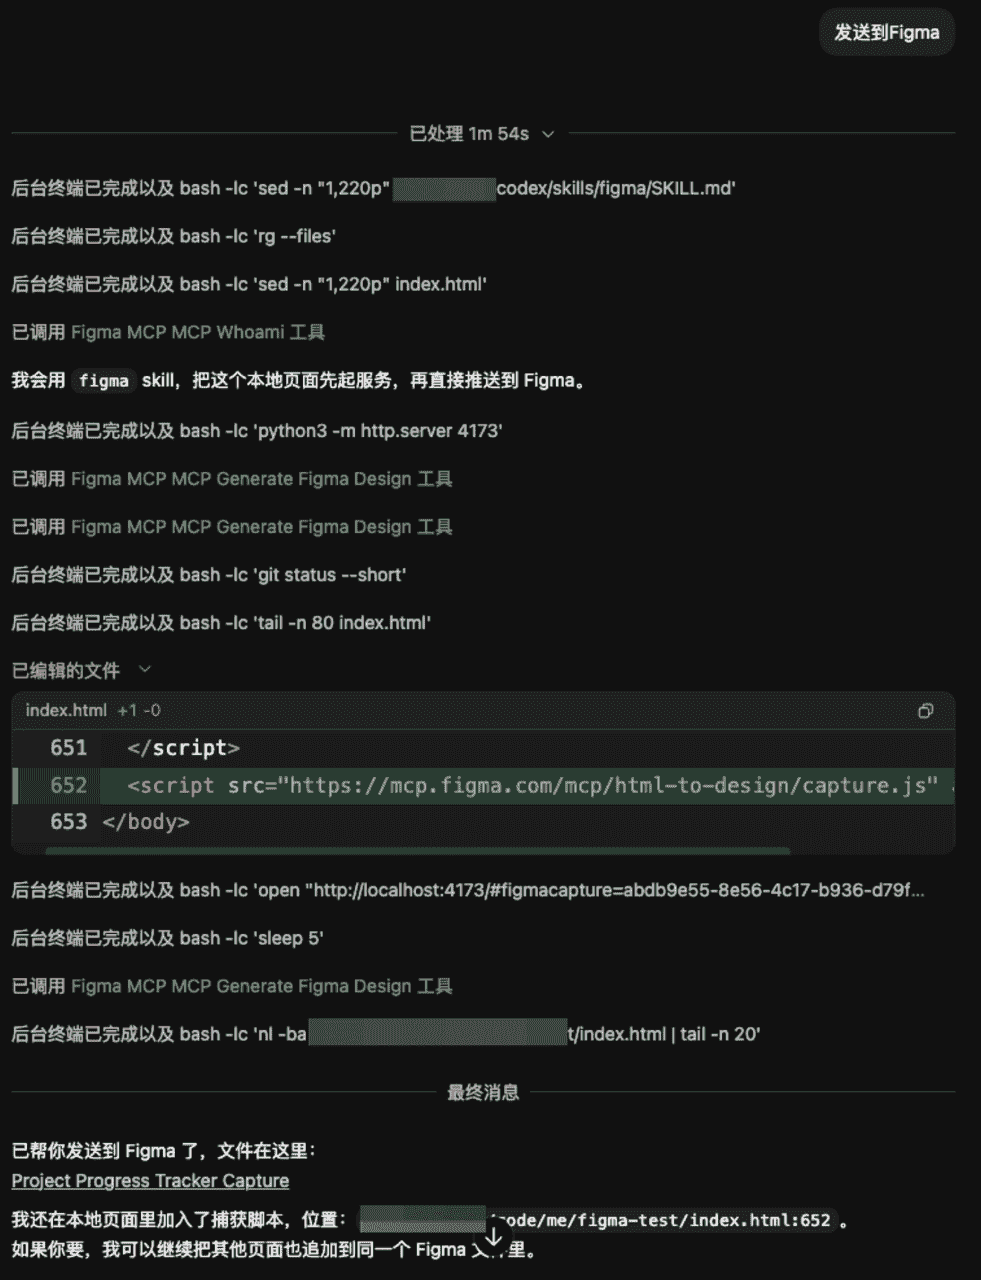 发送到Figma
已处理 1m 54s
后台终端已完成以及 bash -lc 'sed -n "1,220p" codex/skills/figma/SKILL.md'
后台终端已完成以及 bash -lc 'rg --files'
后台终端已完成以及 bash -lc 'sed -n "1,220p" index.html'
已调用 Figma MCP MCP Whoami 工具
我会用 figma skill，把这个本地页面先起服务，再直接推送到 Figma。
后台终端已完成以及 bash -lc 'python3 -m http.server 4173'
已调用 Figma MCP MCP Generate Figma Design 工具
已调用 Figma MCP MCP Generate Figma Design 工具
后台终端已完成以及 bash -lc 'git status --short'
后台终端已完成以及 bash -lc 'tail -n 80 index.html'
已编辑的文件
index.html +1 -0
651 </script>
652 <script src="https://mcp.figma.com/mcp/html-to-design/capture.js"
653 </body>
后台终端已完成以及 bash -lc 'open "http://localhost:4173/#figmacapture=abdb9e55-8e56-4c17-b936-d79f...
后台终端已完成以及 bash -lc 'sleep 5'
已调用 Figma MCP MCP Generate Figma Design 工具
后台终端已完成以及 bash -lc 'nl -ba t/index.html | tail -n 20'
最终消息
已帮你发送到 Figma 了，文件在这里：
Project Progress Tracker Capture
我还在本地页面里加入了捕获脚本，位置： code/me/figma-test/index.html:652 。
如果你要，我可以继续把其他页面也追加到同一个 Figma 文件里。